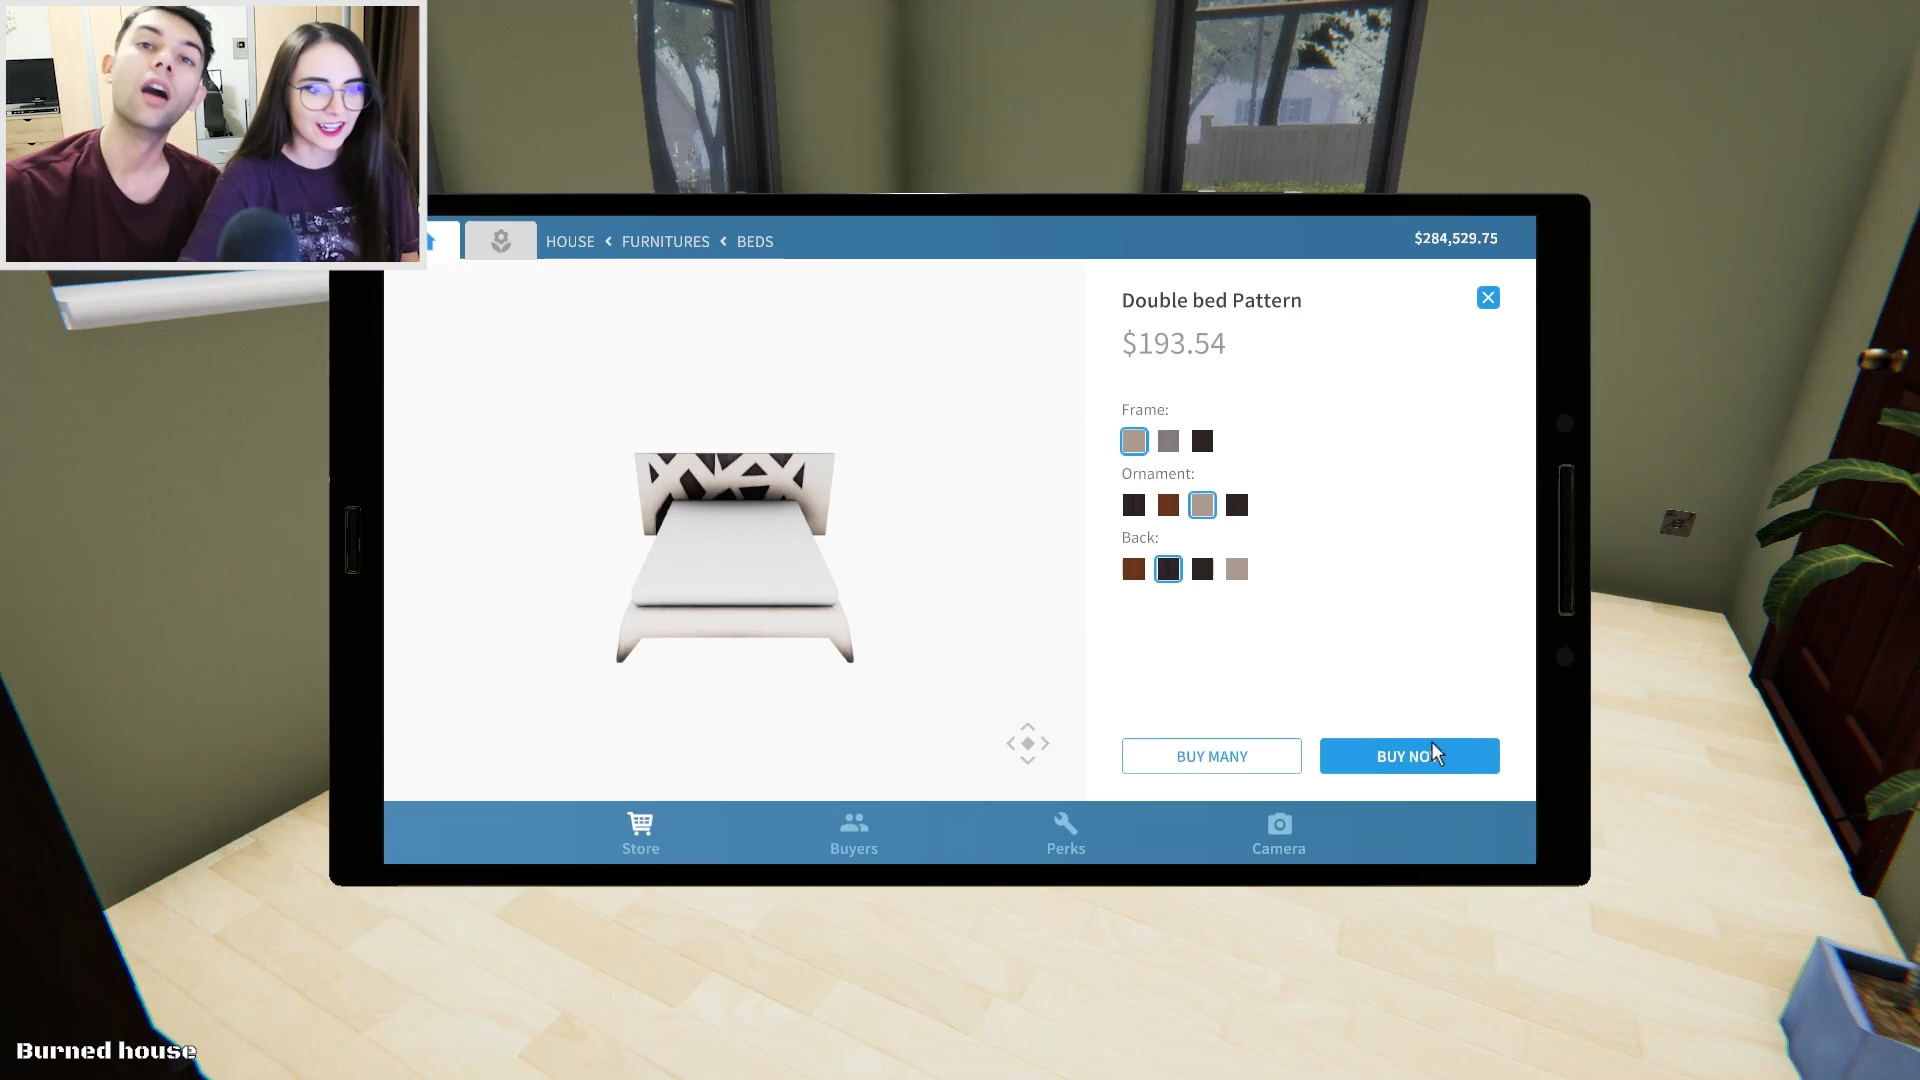 HOUSE < FURNITURES < BEDS
$284,529.75
Double bed Pattern
$193.54
Frame:
Ornament:
Back:
BUY MANY
BUY NO
Store
Buyers
Perks
Camera
Burned house